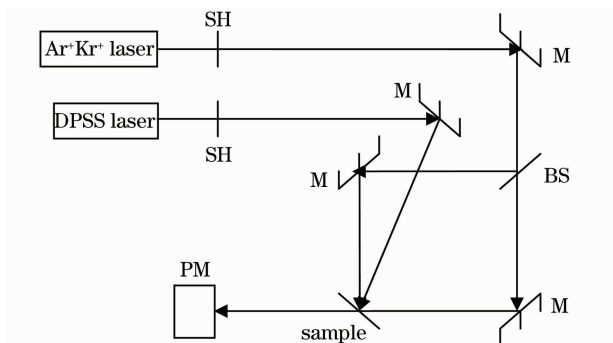 SH
Ar⁺Kr⁺ laser
M
M
DPSS laser
SH
M
BS
PM
M
sample